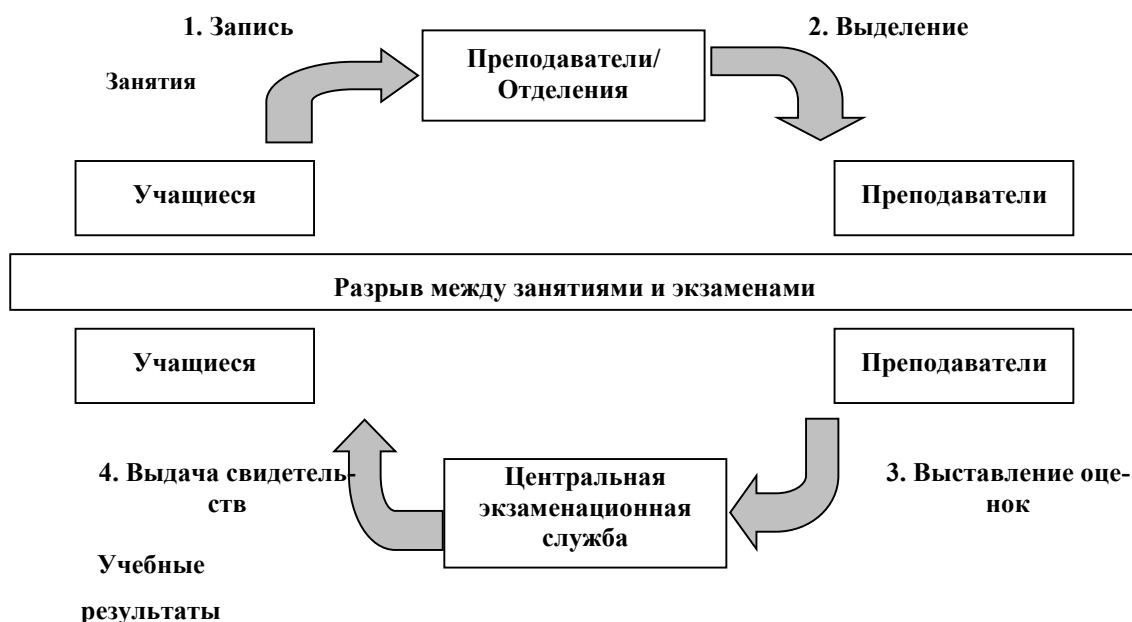 1. Запись
2. Выделение
Занятия
Преподаватели/
Отделения
Учащиеся
Преподаватели
Разрыв между занятиями и экзаменами
Учащиеся
Преподаватели
4. Выдача свидетель-
ств
Центральная
экзаменационная
служба
3. Выставление оце-
нок
Учебные
результаты